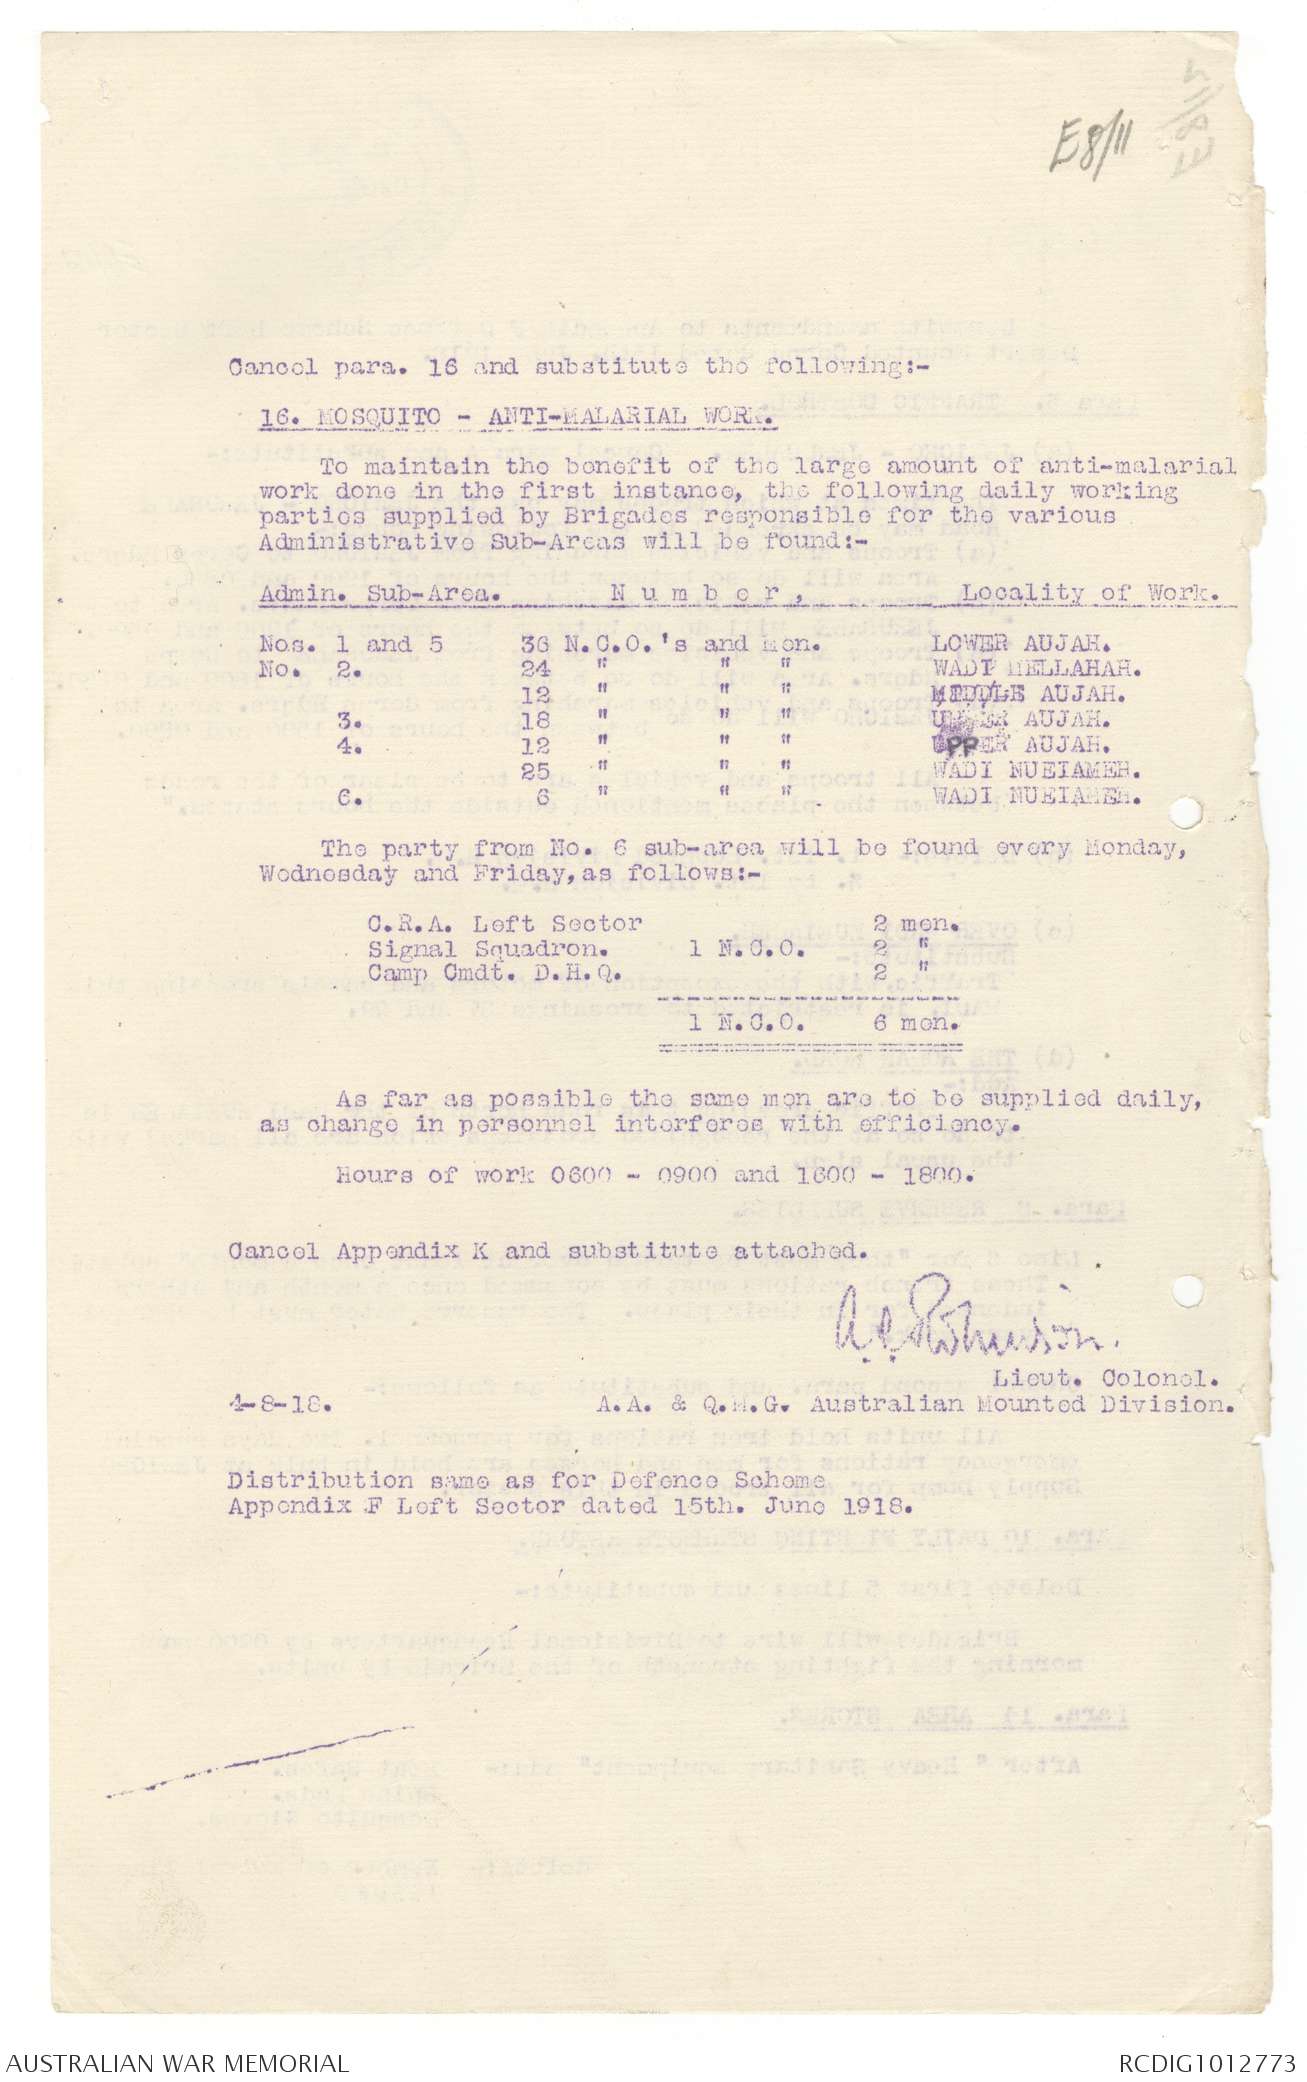 E8/11
Cancel para. 16 and substitute the following:-
16. MOSQUITO - ANTI-MALARIAL WORK.
To maintain the benefit of the large amount of anti-malarial
work done in the first instance, the following daily working
parties supplied by Brigades responsible for the various
Administrative Sub-Areas will be found:-
Admin. Sub-Area. Number, Locality of Work.
Nos. 1 and 5 36 N.C.O.'s and men. LOWER AUJAH.
No. 2. 24 " " " WADI MELLAHAH.
12 " " " MIDDLE AUJAH.
3. 18 " " " UPPER AUJAH.
4. 12 " " " UPPER AUJAH.
25 " " " WADI NUEIAMEH.
6. 6 " " " WADI NUEIAMEH.
The party from No. 6 sub-area will be found every Monday,
Wednesday and Friday, as follows:-
C.R.A. Left Sector 2 men.
Signal Squadron. 1 N.C.O. 2 "
Camp Cmdt. D.H.Q. 2 "
1 N.C.O. 6 men.
As far as possible the same men are to be supplied daily,
as change in personnel interferes with efficiency.
Hours of work 0600 - 0900 and 1600 - 1800.
Cancel Appendix K and substitute attached.
Lieut. Colonel.
4-8-18. A.A. & Q.M.G. Australian Mounted Division.
Distribution same as for Defence Scheme
Appendix F Left Sector dated 15th. June 1918.
AUSTRALIAN WAR MEMORIAL RCDIG1012773